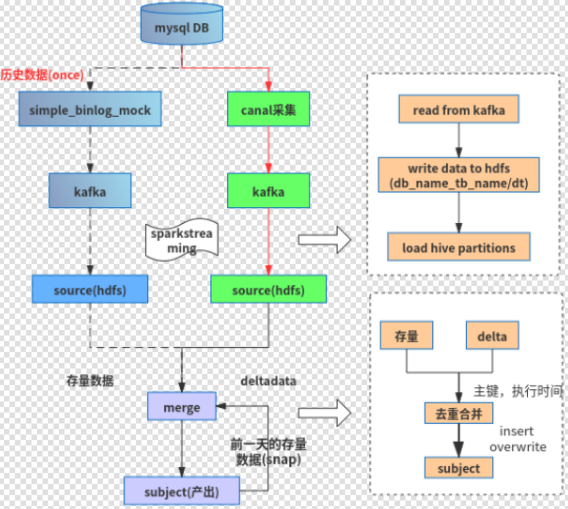 mysql DB
历史数据(once)
simple_binlog_mock
canal采集
kafka
kafka
sparkstrea
ming
source(hdfs)
source(hdfs)
存量数据
deltadata
merge
前一天的存量
数据(snap)
subject(产出)
read from kafka
write data to hdfs
(db_name_tb_name/dt)
load hive partitions
存量
delta
主键，执行时间
去重合并
insert
overwrite
subject